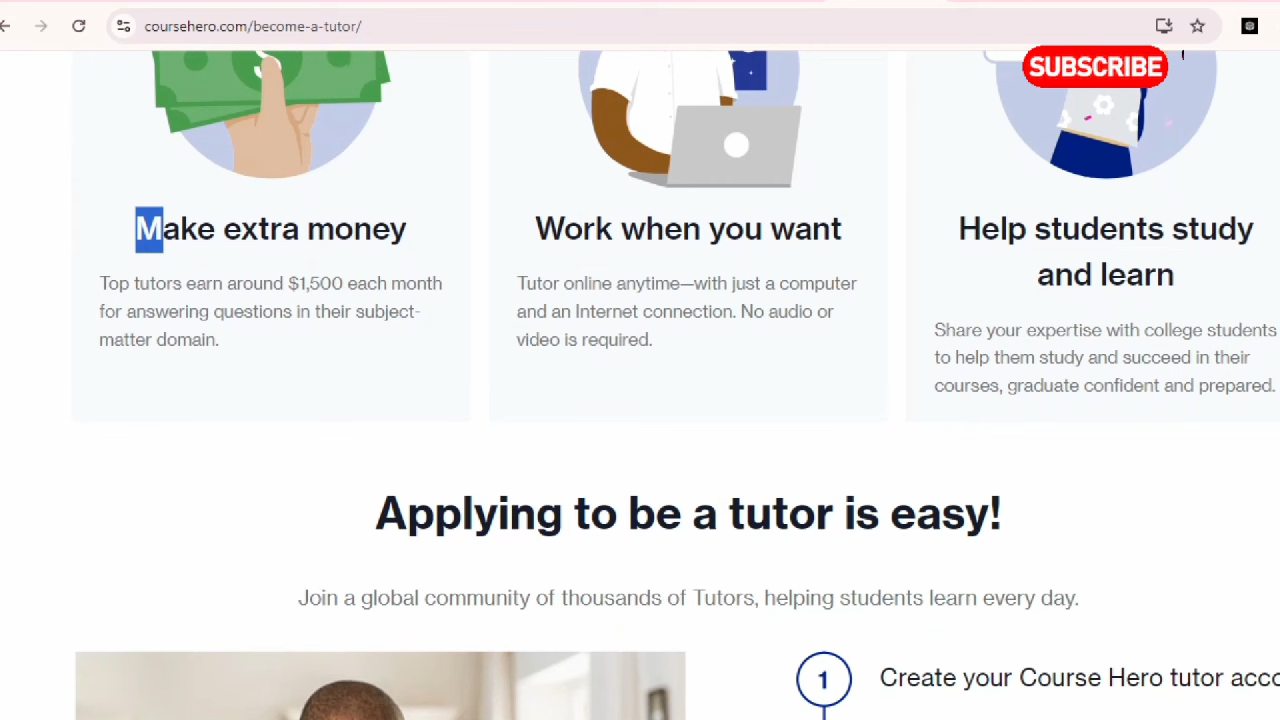 coursehero.com/become-a-tutor/
SUBSCRIBE
Make extra money
Top tutors earn around $1,500 each month
for answering questions in their subject-
matter domain.
Work when you want
Tutor online anytime—with just a computer
and an Internet connection. No audio or
video is required.
Help students study
and learn
Share your expertise with college students
to help them study and succeed in their
courses, graduate confident and prepared.
Applying to be a tutor is easy!
Join a global community of thousands of Tutors, helping students learn every day.
1
Create your Course Hero tutor acco